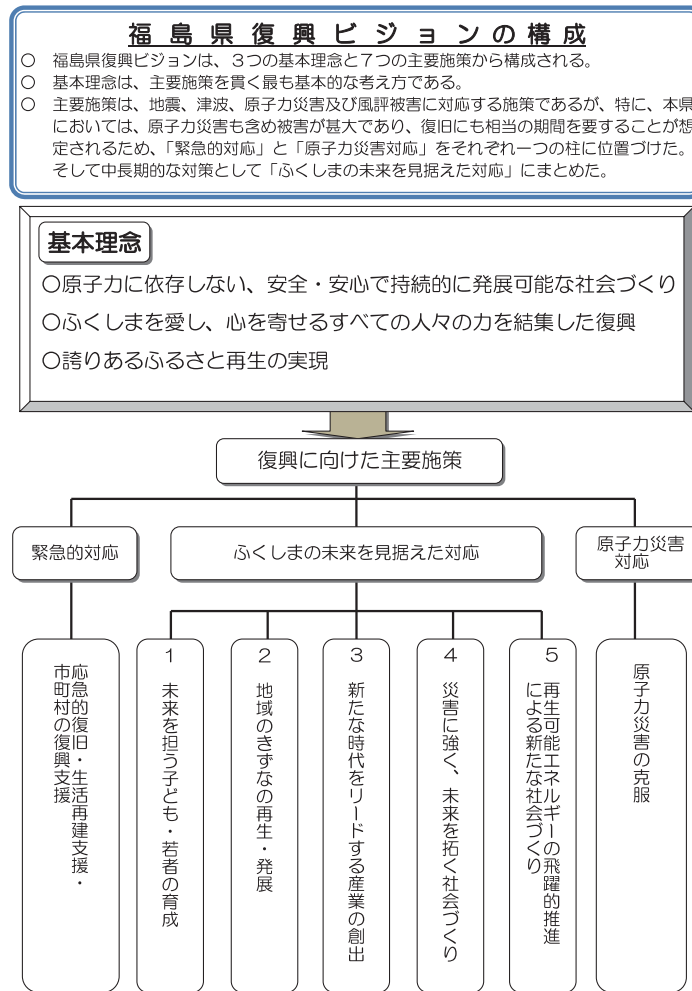 福島県復興ビジョンの構成
○ 福島県復興ビジョンは、３つの基本理念と７つの主要施策から構成される。
○ 基本理念は、主要施策を貫く最も基本的な考え方である。
○ 主要施策は、地震、津波、原子力災害及び風評被害に対応する施策であるが、特に、本県
においては、原子力災害も含め被害が甚大であり、復旧にも相当の期間を要することが想
定されるため、「緊急的対応」と「原子力災害対応」をそれぞれ一つの柱に位置づけた。
そして中長期的な対策として「ふくしまの未来を見据えた対応」にまとめた。
基本理念
○原子力に依存しない、安全・安心で持続的に発展可能な社会づくり
○ふくしまを愛し、心を寄せるすべての人々の力を結集した復興
○誇りあるふるさと再生の実現
復興に向けた主要施策
緊急的対応
ふくしまの未来を見据えた対応
原子力災害
対応
応急的復旧・生活再建支援・
市町村の復興支援
１ 未来を担う子ども・若者の育成
２ 地域のきずなの再生・発展
３ 新たな時代をリードする産業の創出
４ 災害に強く、未来を拓く社会づくり
５ 再生可能エネルギーの飛躍的推進
による新たな社会づくり
原子力災害の克服